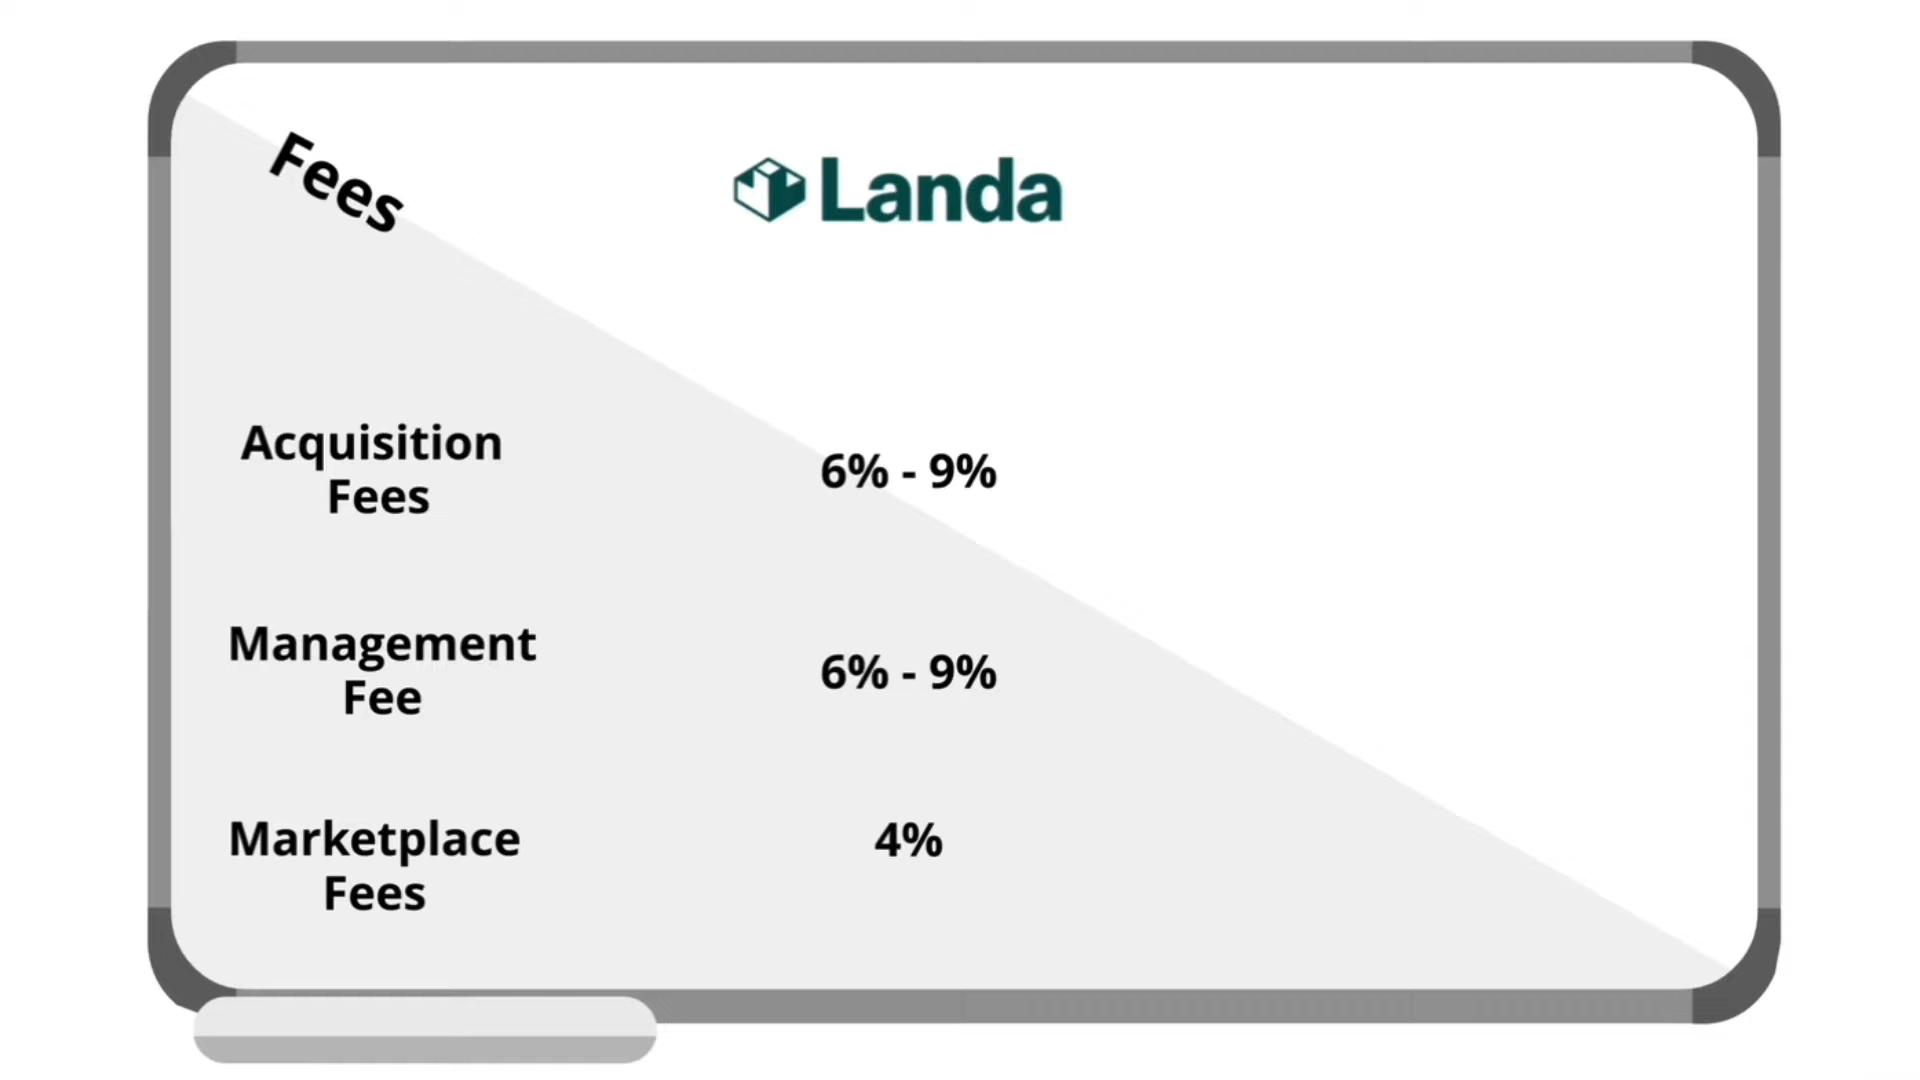 Fees
Landa
Acquisition
Fees
6% - 9%
Management
Fee
6% - 9%
Marketplace
Fees
4%